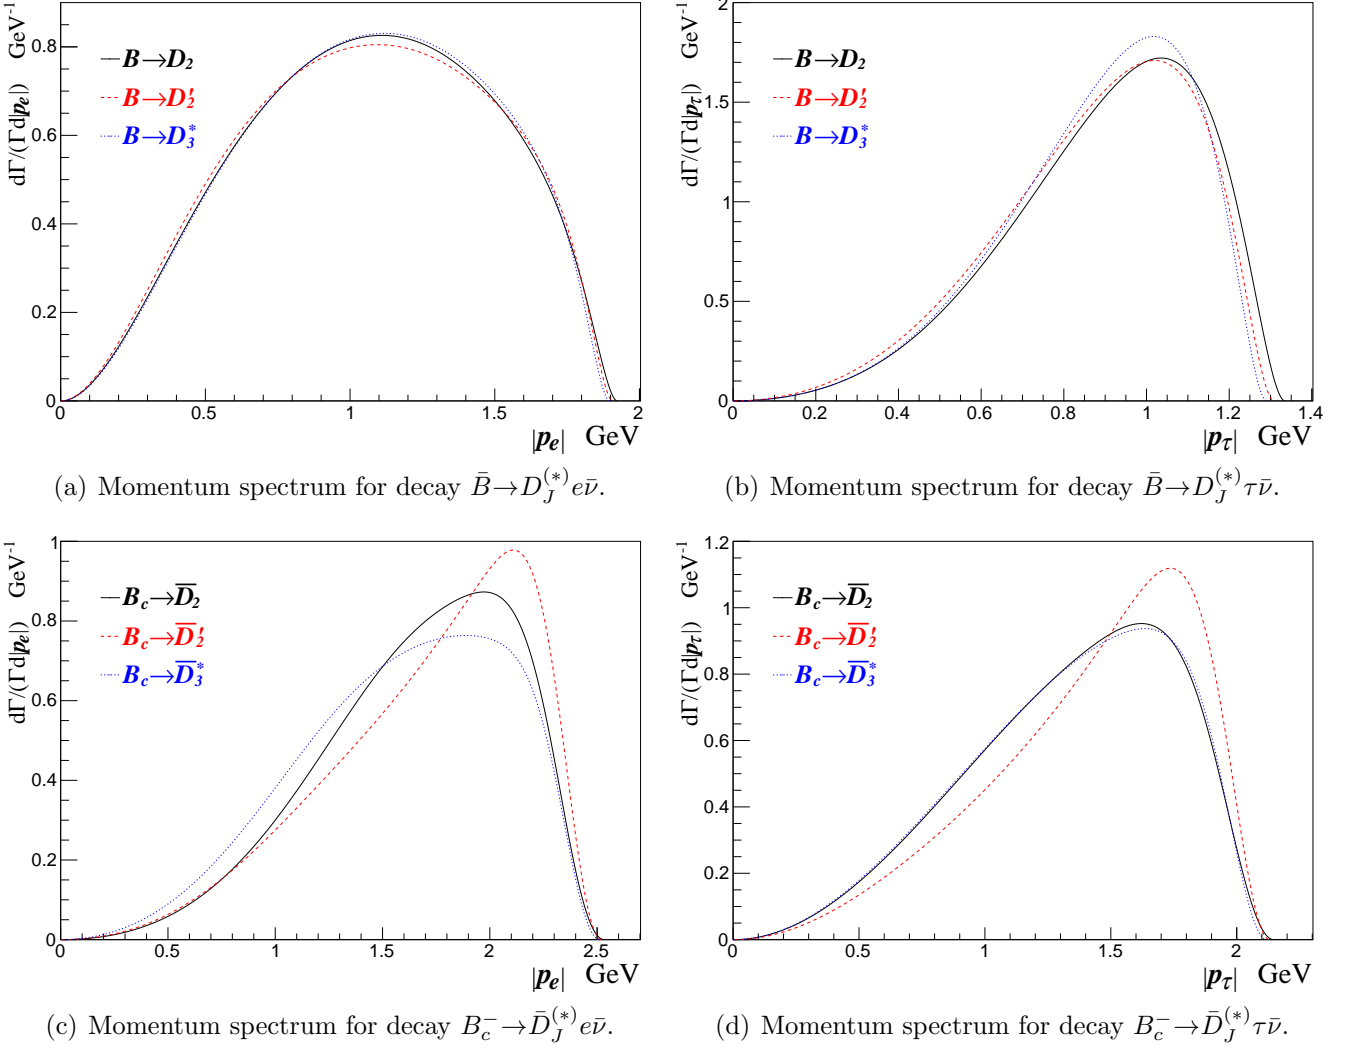 dΓ/(Γd|pₑ|) GeV⁻¹
0.8
0.6
0.4
0.2
0
B→D₂
B→D₂′
B→D₃*
0 0.5 1 1.5 2
|pₑ| GeV
(a) Momentum spectrum for decay B̄→D_J^(*) eν̄.
dΓ/(Γd|p_τ|) GeV⁻¹
2
1.5
1
0.5
0
B→D₂
B→D₂′
B→D₃*
0 0.2 0.4 0.6 0.8 1 1.2 1.4
|p_τ| GeV
(b) Momentum spectrum for decay B̄→D_J^(*) τν̄.
dΓ/(Γd|pₑ|) GeV⁻¹
1
0.8
0.6
0.4
0.2
0
B_c→D̅₂
B_c→D̅₂′
B_c→D̅₃*
0 0.5 1 1.5 2 2.5
|pₑ| GeV
(c) Momentum spectrum for decay B_c⁻→D̄_J^(*) eν̄.
dΓ/(Γd|p_τ|) GeV⁻¹
1.2
1
0.8
0.6
0.4
0.2
0
B_c→D̅₂
B_c→D̅₂′
B_c→D̅₃*
0 0.5 1 1.5 2
|p_τ| GeV
(d) Momentum spectrum for decay B_c⁻→D̄_J^(*) τν̄.